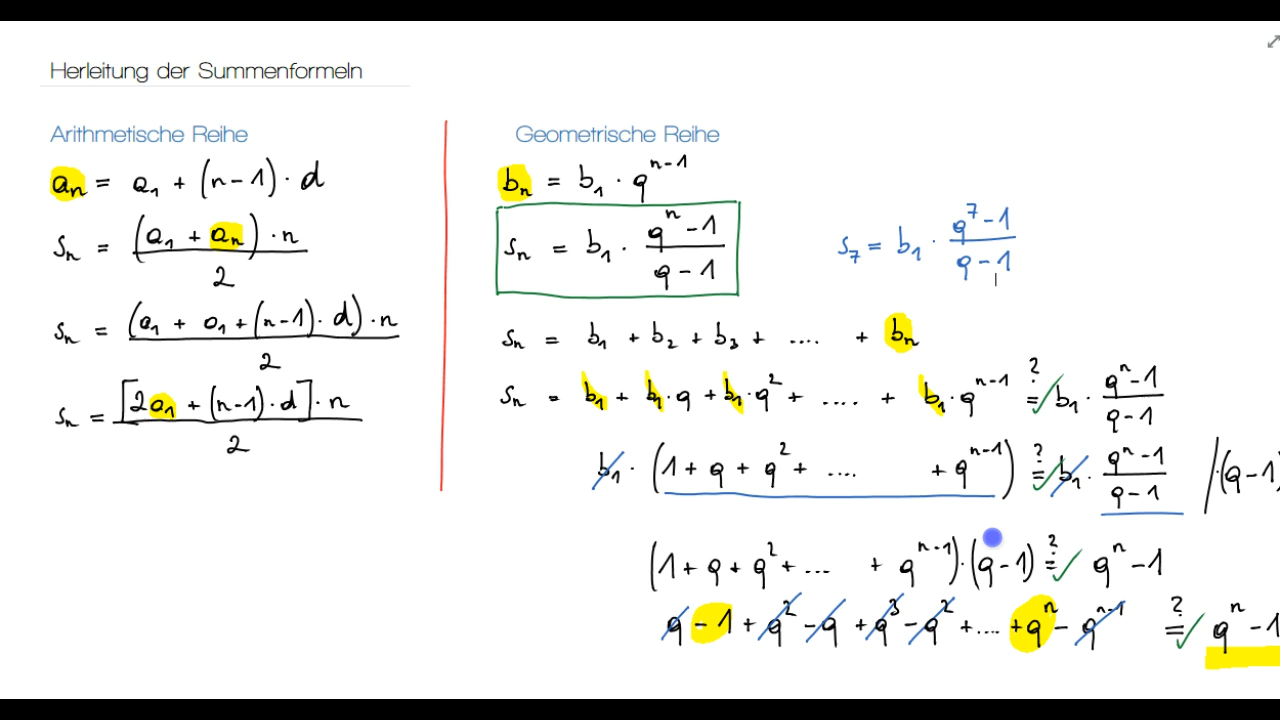 Herleitung der Summenformeln
Arithmetische Reihe
aₙ = a₁ + (n-1) · d
sₙ = (a₁ + aₙ) · n / 2
sₙ = (a₁ + a₁ + (n-1) · d) · n / 2
sₙ = [2a₁ + (n-1) · d] · n / 2
Geometrische Reihe
bₙ = b₁ · qⁿ⁻¹
sₙ = b₁ · (qⁿ - 1) / (q - 1)
s₇ = b₁ · (q⁷ - 1) / (q - 1)
sₙ = b₁ + b₂ + b₃ + .... + bₙ
sₙ = b₁ + b₁ · q + b₁ · q² + .... + b₁ · qⁿ⁻¹ ?= ✓ b₁ · (qⁿ - 1) / (q - 1)
b₁ · (1 + q + q² + .... + qⁿ⁻¹) ?= ✓ b₁ · (qⁿ - 1) / (q - 1) | · (q - 1)
(1 + q + q² + ... + qⁿ⁻¹) · (q - 1) ?= ✓ qⁿ - 1
q - 1 + q² - q + q³ - q² + .... + qⁿ - qⁿ⁻¹ ?= ✓ qⁿ - 1